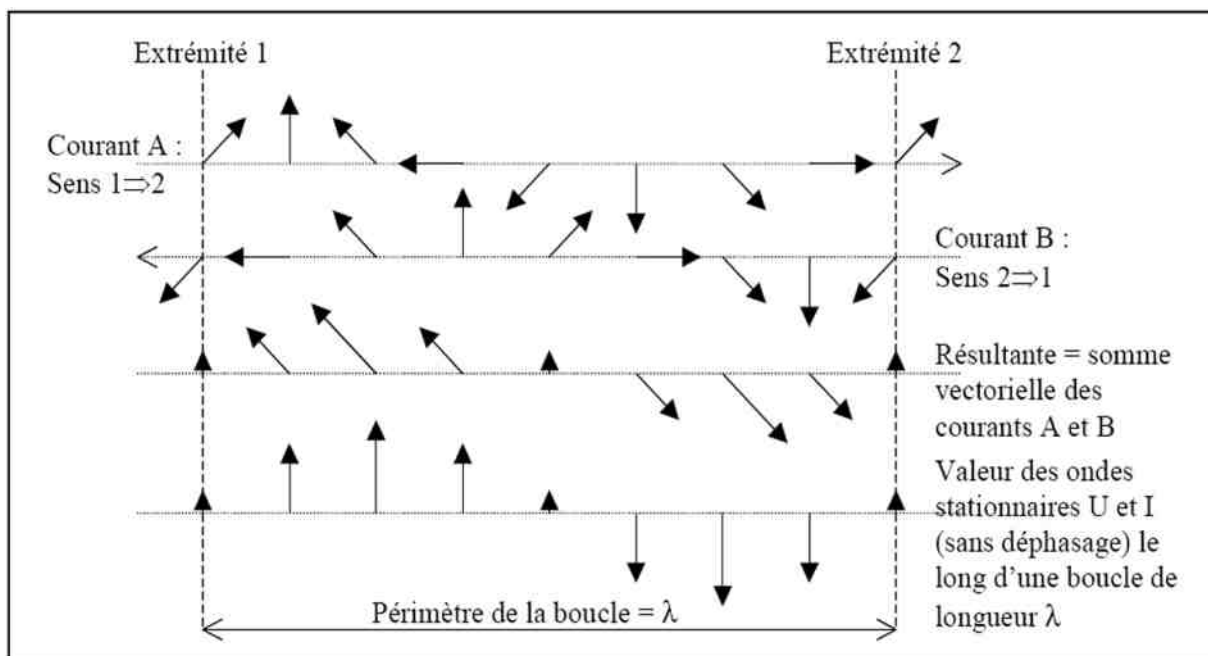 Extrémité 1
Extrémité 2
Courant A :
Sens 1⇒2
Courant B :
Sens 2⇒1
Résultante = somme
vectorielle des
courants A et B
Valeur des ondes
stationnaires U et I
(sans déphasage) le
long d’une boucle de
longueur λ
Périmètre de la boucle = λ